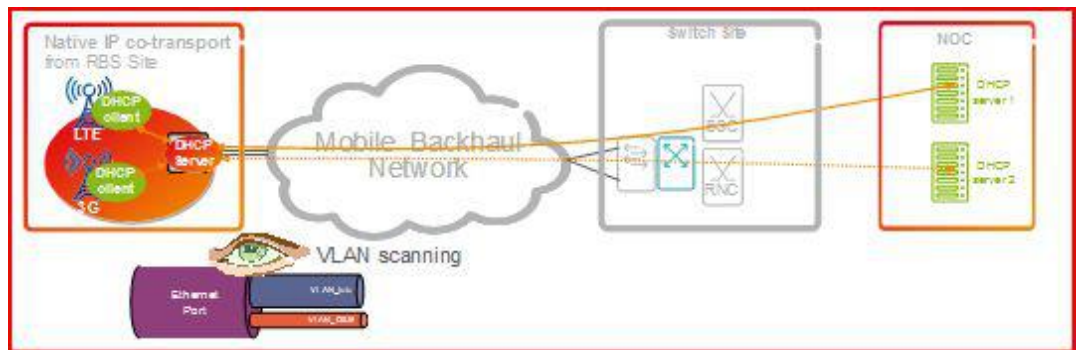 Native IP co-transport
from RBS Site
LTE
DHCP
client
3G
DHCP
client
DHCP
Server
Mobile Backhaul
Network
Switch Site
BSC
RNC
NOC
DHCP
server 1
DHCP
server 2
VLAN scanning
Ethernet
Port